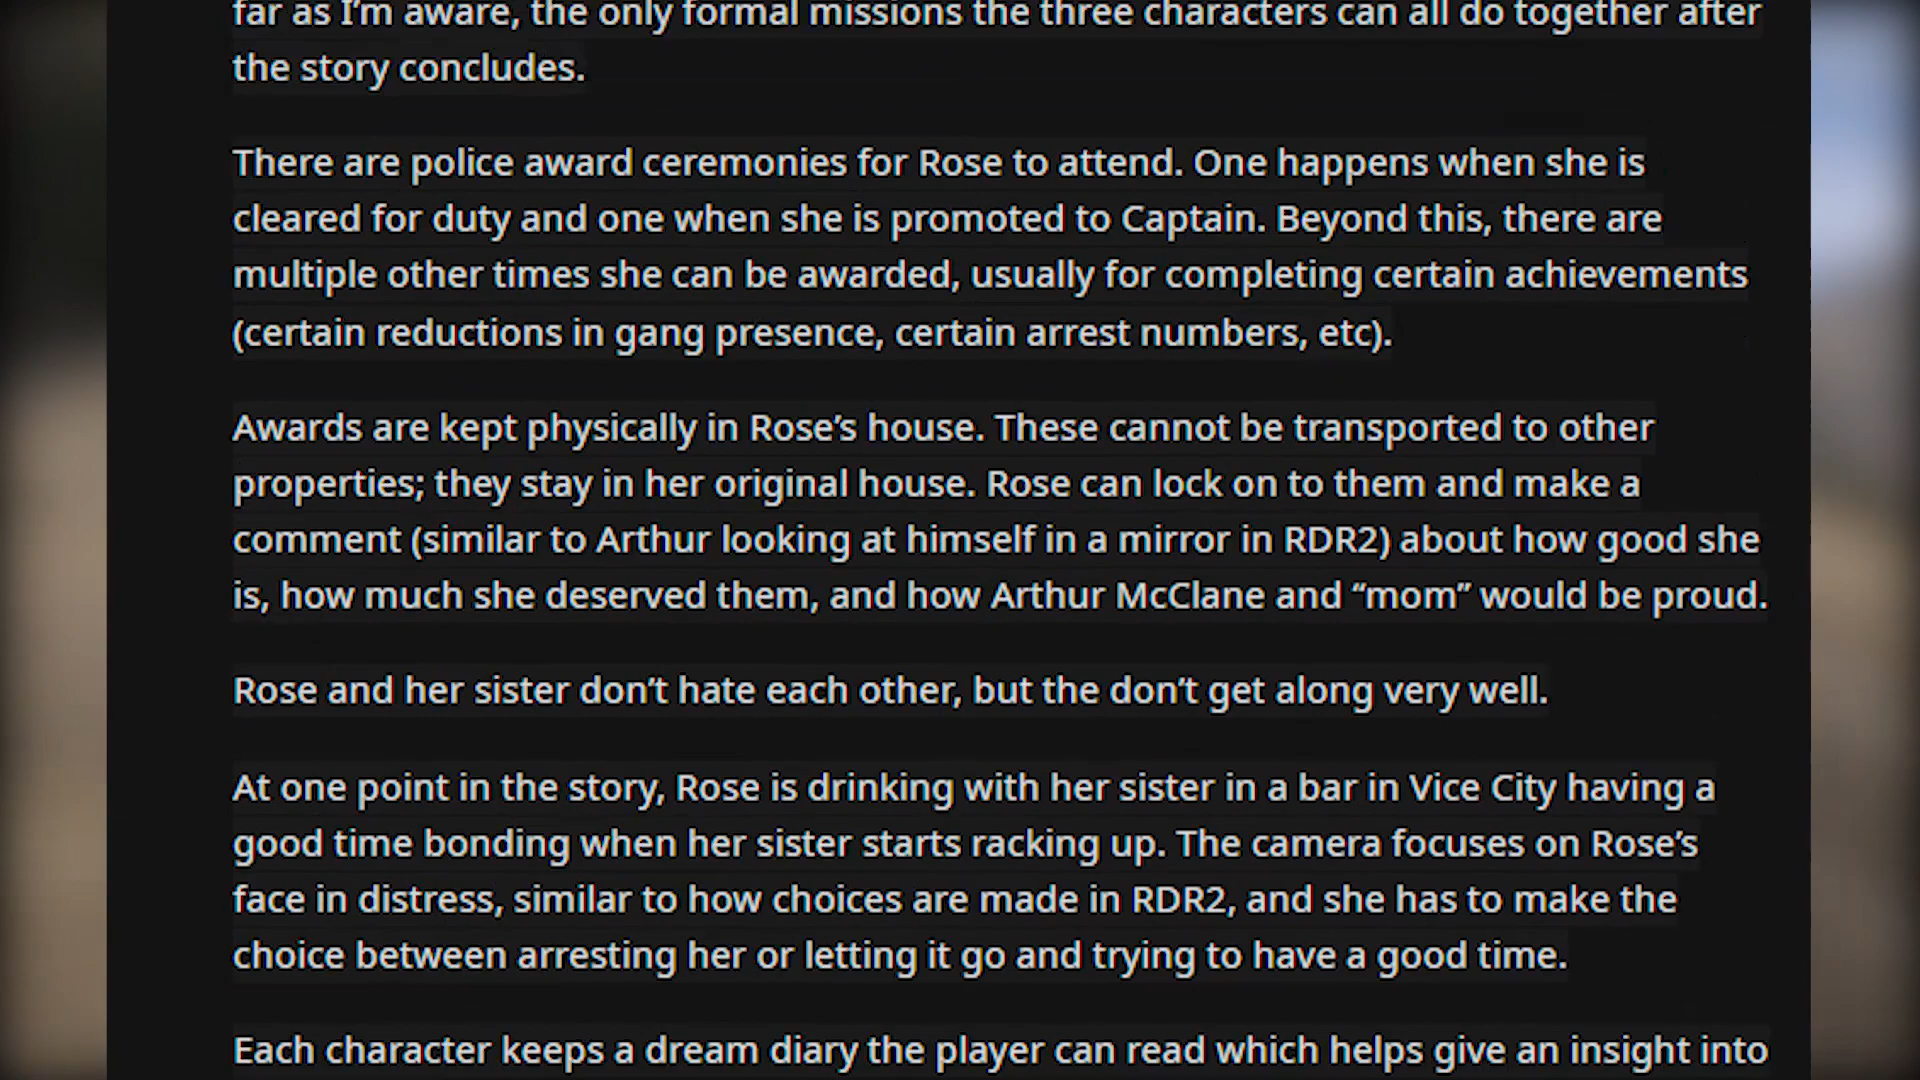 far as I'm aware, the only formal missions the three characters can all do together after
the story concludes.
There are police award ceremonies for Rose to attend. One happens when she is
cleared for duty and one when she is promoted to Captain. Beyond this, there are
multiple other times she can be awarded, usually for completing certain achievements
(certain reductions in gang presence, certain arrest numbers, etc).
Awards are kept physically in Rose’s house. These cannot be transported to other
properties; they stay in her original house. Rose can lock on to them and make a
comment (similar to Arthur looking at himself in a mirror in RDR2) about how good she
is, how much she deserved them, and how Arthur McClane and “mom” would be proud.
Rose and her sister don’t hate each other, but the don’t get along very well.
At one point in the story, Rose is drinking with her sister in a bar in Vice City having a
good time bonding when her sister starts racking up. The camera focuses on Rose’s
face in distress, similar to how choices are made in RDR2, and she has to make the
choice between arresting her or letting it go and trying to have a good time.
Each character keeps a dream diary the player can read which helps give an insight into